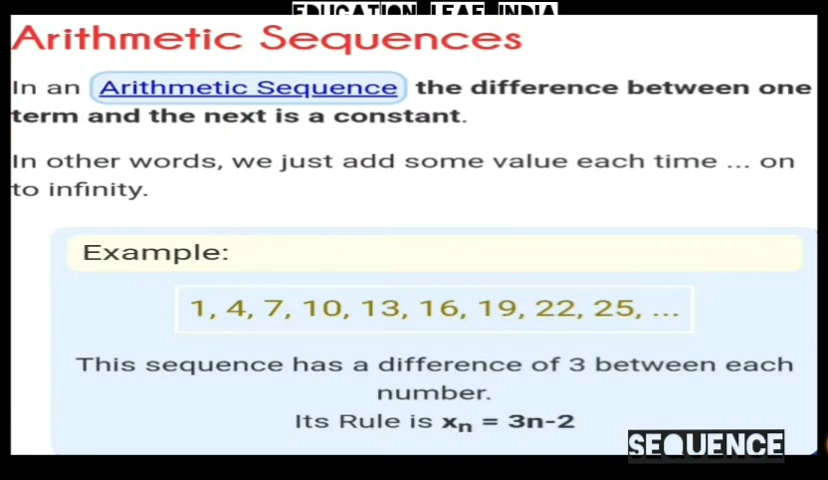 EDUCATION LEAF INDIA
Arithmetic Sequences
In an Arithmetic Sequence the difference between one
term and the next is a constant.
In other words, we just add some value each time ... on
to infinity.
Example:
1, 4, 7, 10, 13, 16, 19, 22, 25, ...
This sequence has a difference of 3 between each
number.
Its Rule is xn = 3n-2
SEQUENCE